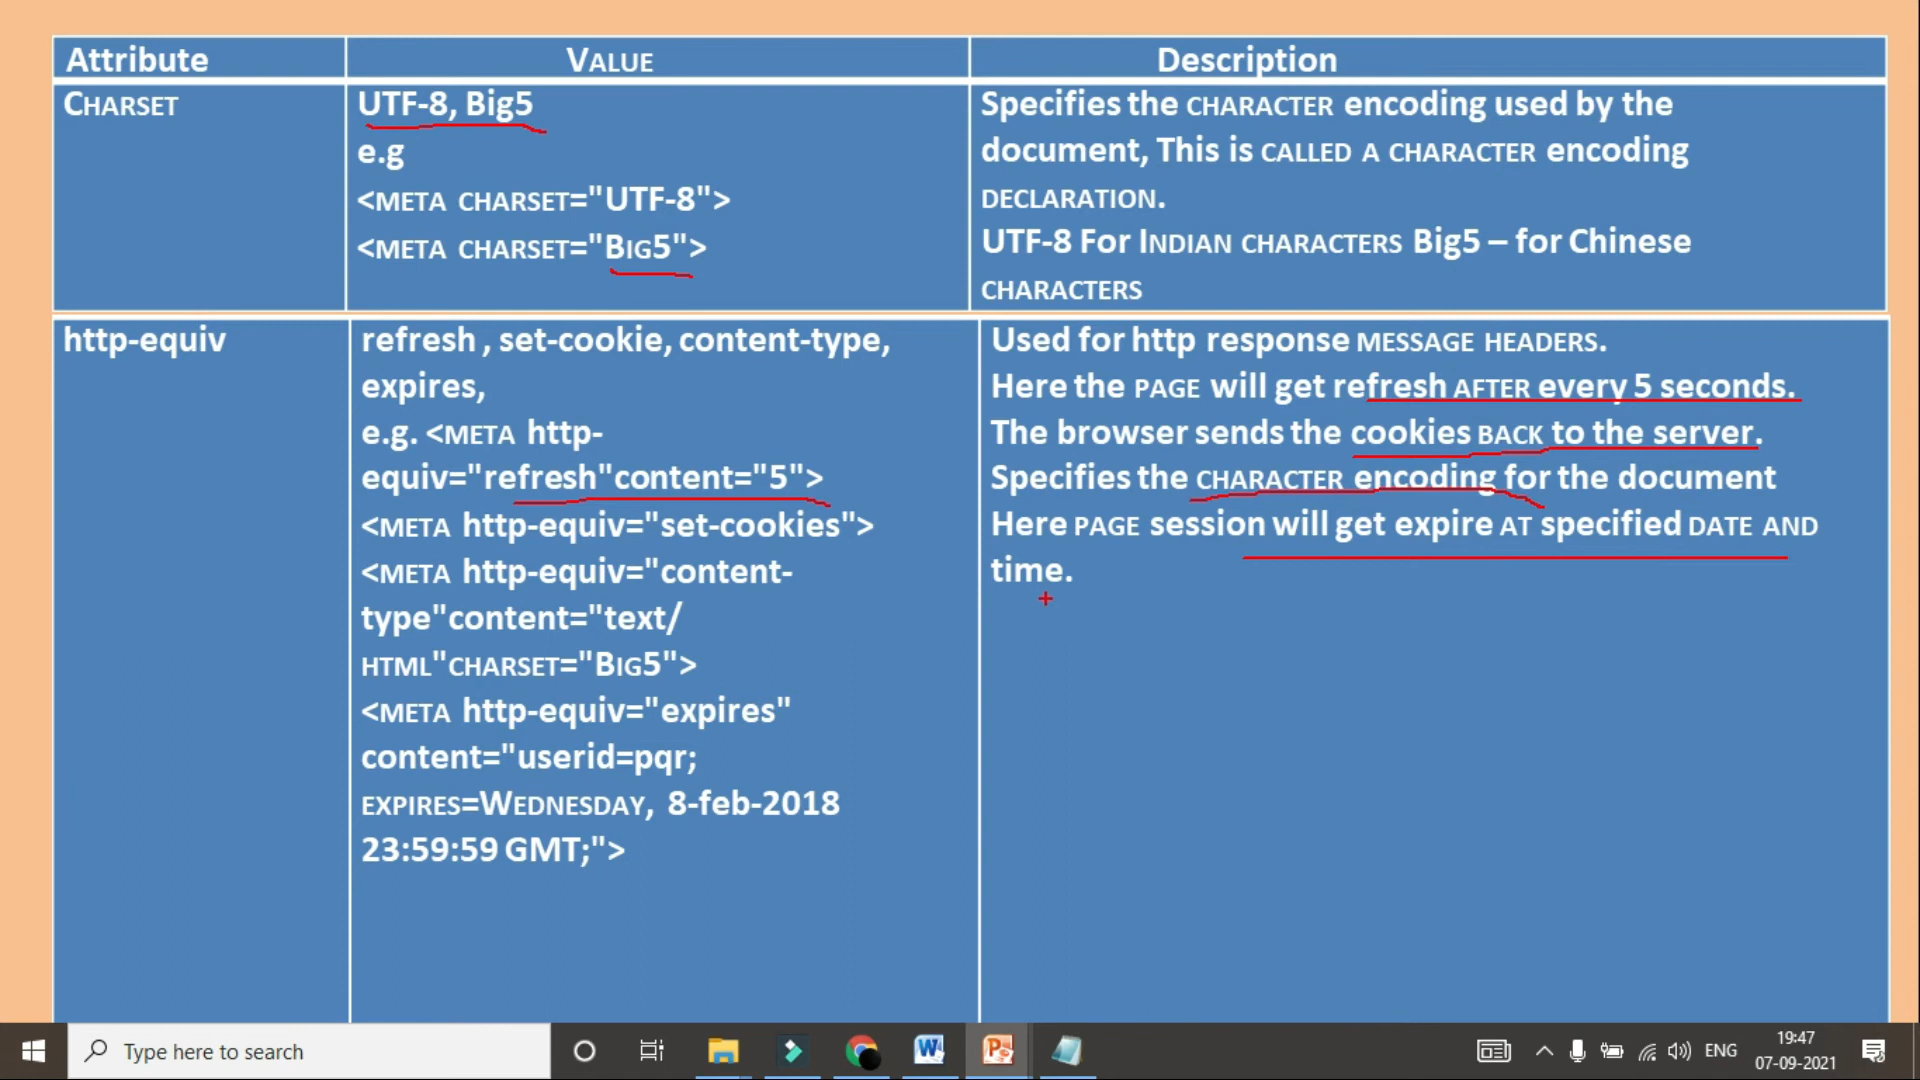 Attribute
VALUE
Description
CHARSET
UTF-8, Big5
e.g
<META CHARSET="UTF-8">
<META CHARSET="BIG5">
Specifies the CHARACTER encoding used by the
document, This is CALLED A CHARACTER encoding
DECLARATION.
UTF-8 For INDIAN CHARACTERS Big5 – for Chinese
CHARACTERS
http-equiv
refresh , set-cookie, content-type,
expires,
e.g. <META http-
equiv="refresh"content="5">
<META http-equiv="set-cookies">
<META http-equiv="content-
type"content="text/
HTML"CHARSET="BIG5">
<META http-equiv="expires"
content="userid=pqr;
EXPIRES=WEDNESDAY, 8-feb-2018
23:59:59 GMT;">
Used for http response MESSAGE HEADERS.
Here the PAGE will get refresh AFTER every 5 seconds.
The browser sends the cookies BACK to the server.
Specifies the CHARACTER encoding for the document
Here PAGE session will get expire AT specified DATE AND
time.
Type here to search
ENG
19:47
07-09-2021